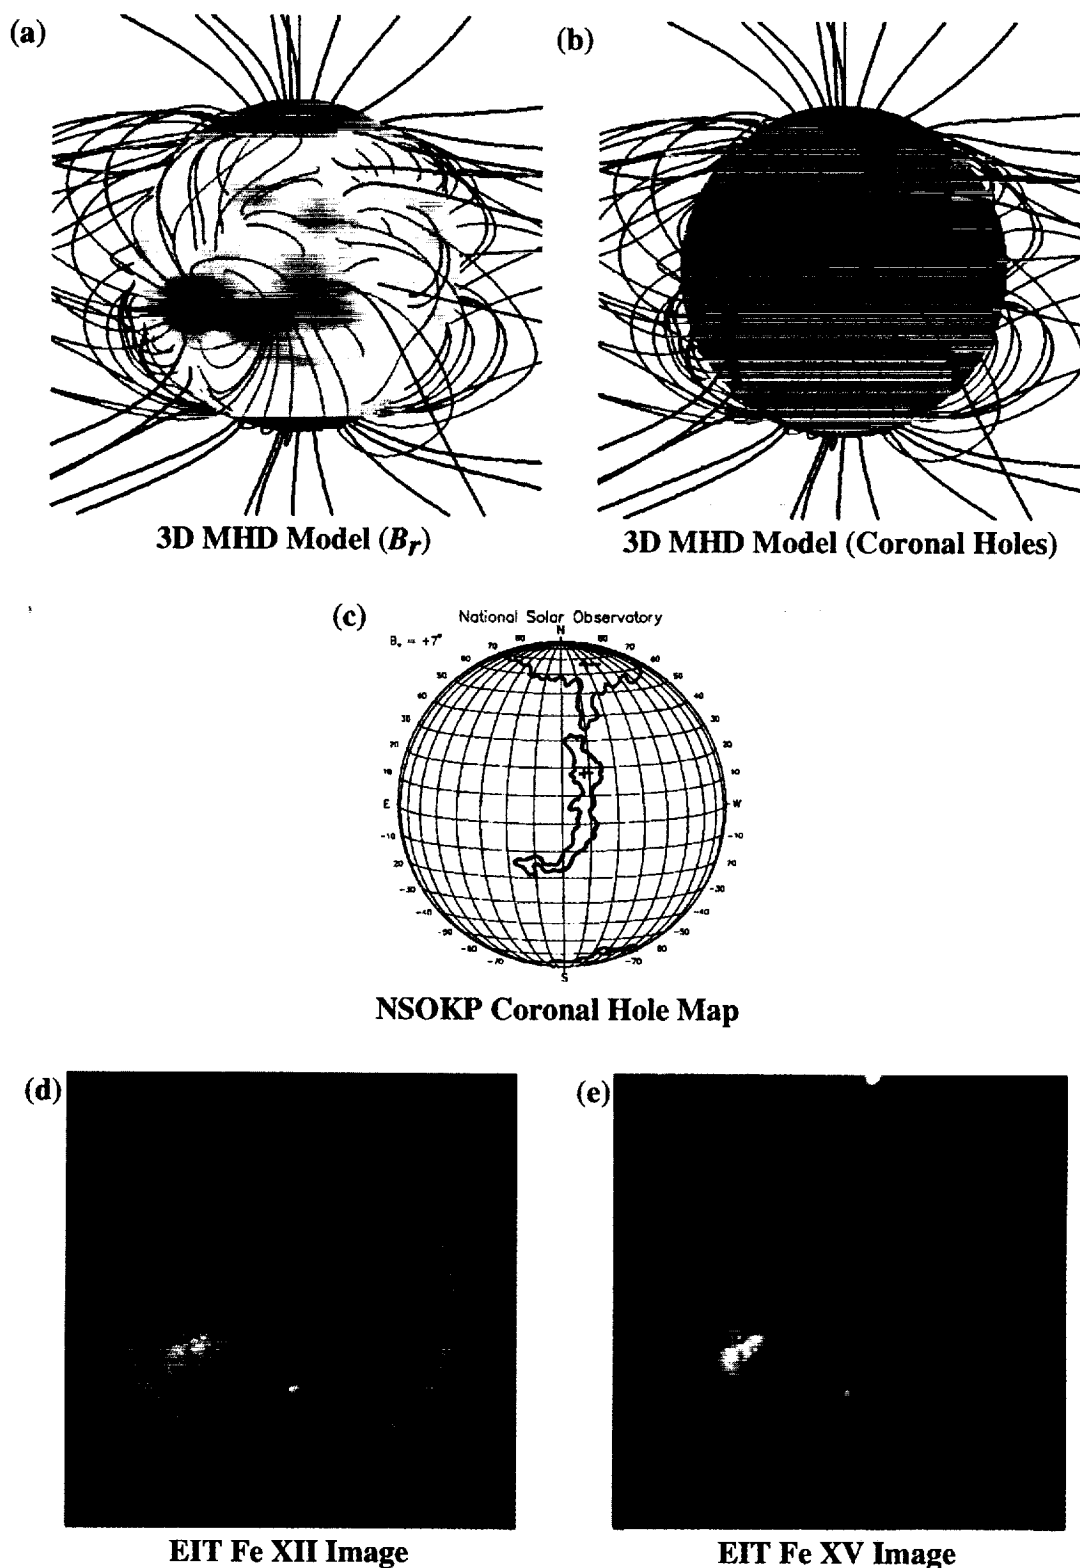 (a)
(b)
3D MHD Model (Br)
3D MHD Model (Coronal Holes)
(c)
National Solar Observatory
B₀ = +7°
N
E
W
S
+
NSOKP Coronal Hole Map
(d)
(e)
EIT Fe XII Image
EIT Fe XV Image